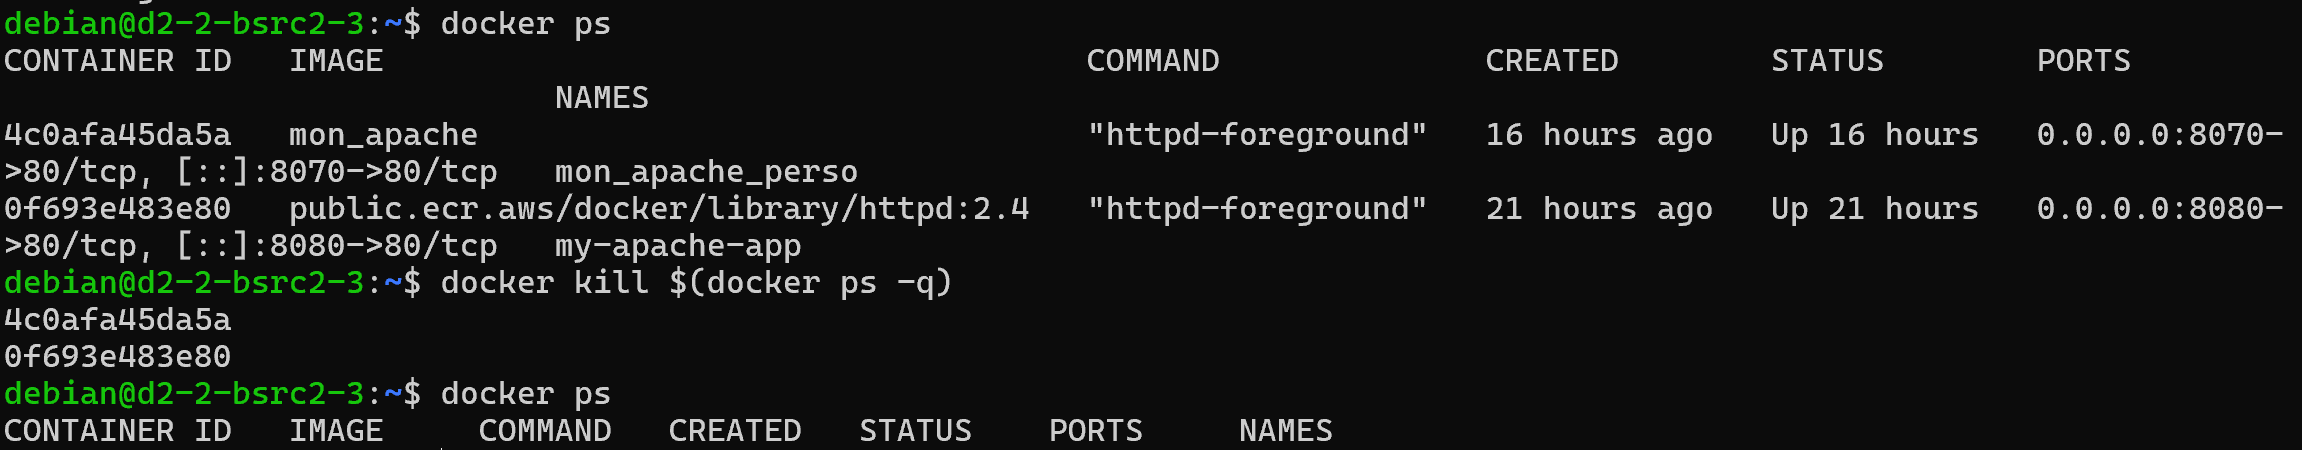 debian@d2-2-bsrc2-3:~$ docker ps
CONTAINER ID   IMAGE                                     COMMAND              CREATED        STATUS        PORTS
                             NAMES
4c0afa45da5a   mon_apache                                "httpd-foreground"   16 hours ago   Up 16 hours   0.0.0.0:8070-
>80/tcp, [::]:8070->80/tcp   mon_apache_perso
0f693e483e80   public.ecr.aws/docker/library/httpd:2.4   "httpd-foreground"   21 hours ago   Up 21 hours   0.0.0.0:8080-
>80/tcp, [::]:8080->80/tcp   my-apache-app
debian@d2-2-bsrc2-3:~$ docker kill $(docker ps -q)
4c0afa45da5a
0f693e483e80
debian@d2-2-bsrc2-3:~$ docker ps
CONTAINER ID   IMAGE     COMMAND   CREATED   STATUS    PORTS     NAMES